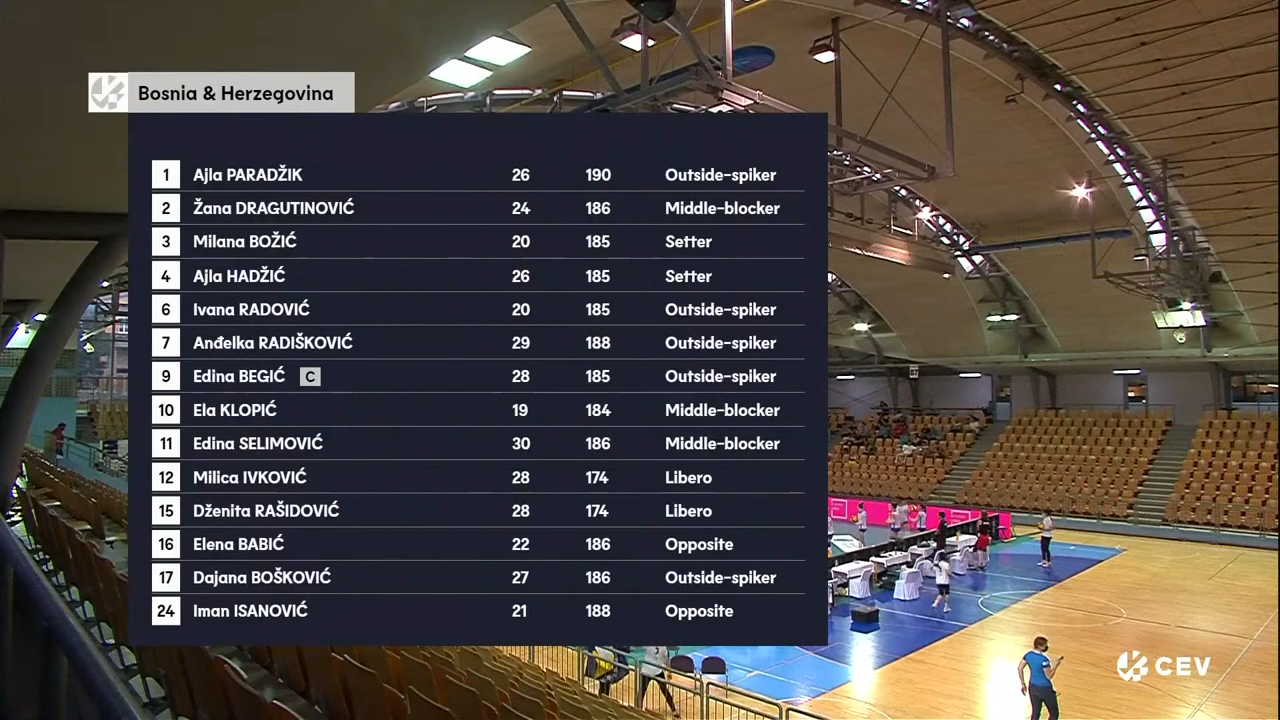 Bosnia & Herzegovina
1 Ajla PARADŽIK 26 190 Outside-spiker
2 Žana DRAGUTINOVIĆ 24 186 Middle-blocker
3 Milana BOŽIĆ 20 185 Setter
4 Ajla HADŽIĆ 26 185 Setter
6 Ivana RADOVIĆ 20 185 Outside-spiker
7 Anđelka RADIŠKOVIĆ 29 188 Outside-spiker
9 Edina BEGIĆ C 28 185 Outside-spiker
10 Ela KLOPIĆ 19 184 Middle-blocker
11 Edina SELIMOVIĆ 30 186 Middle-blocker
12 Milica IVKOVIĆ 28 174 Libero
15 Dženita RAŠIDOVIĆ 28 174 Libero
16 Elena BABIĆ 22 186 Opposite
17 Dajana BOŠKOVIĆ 27 186 Outside-spiker
24 Iman ISANOVIĆ 21 188 Opposite
CEV